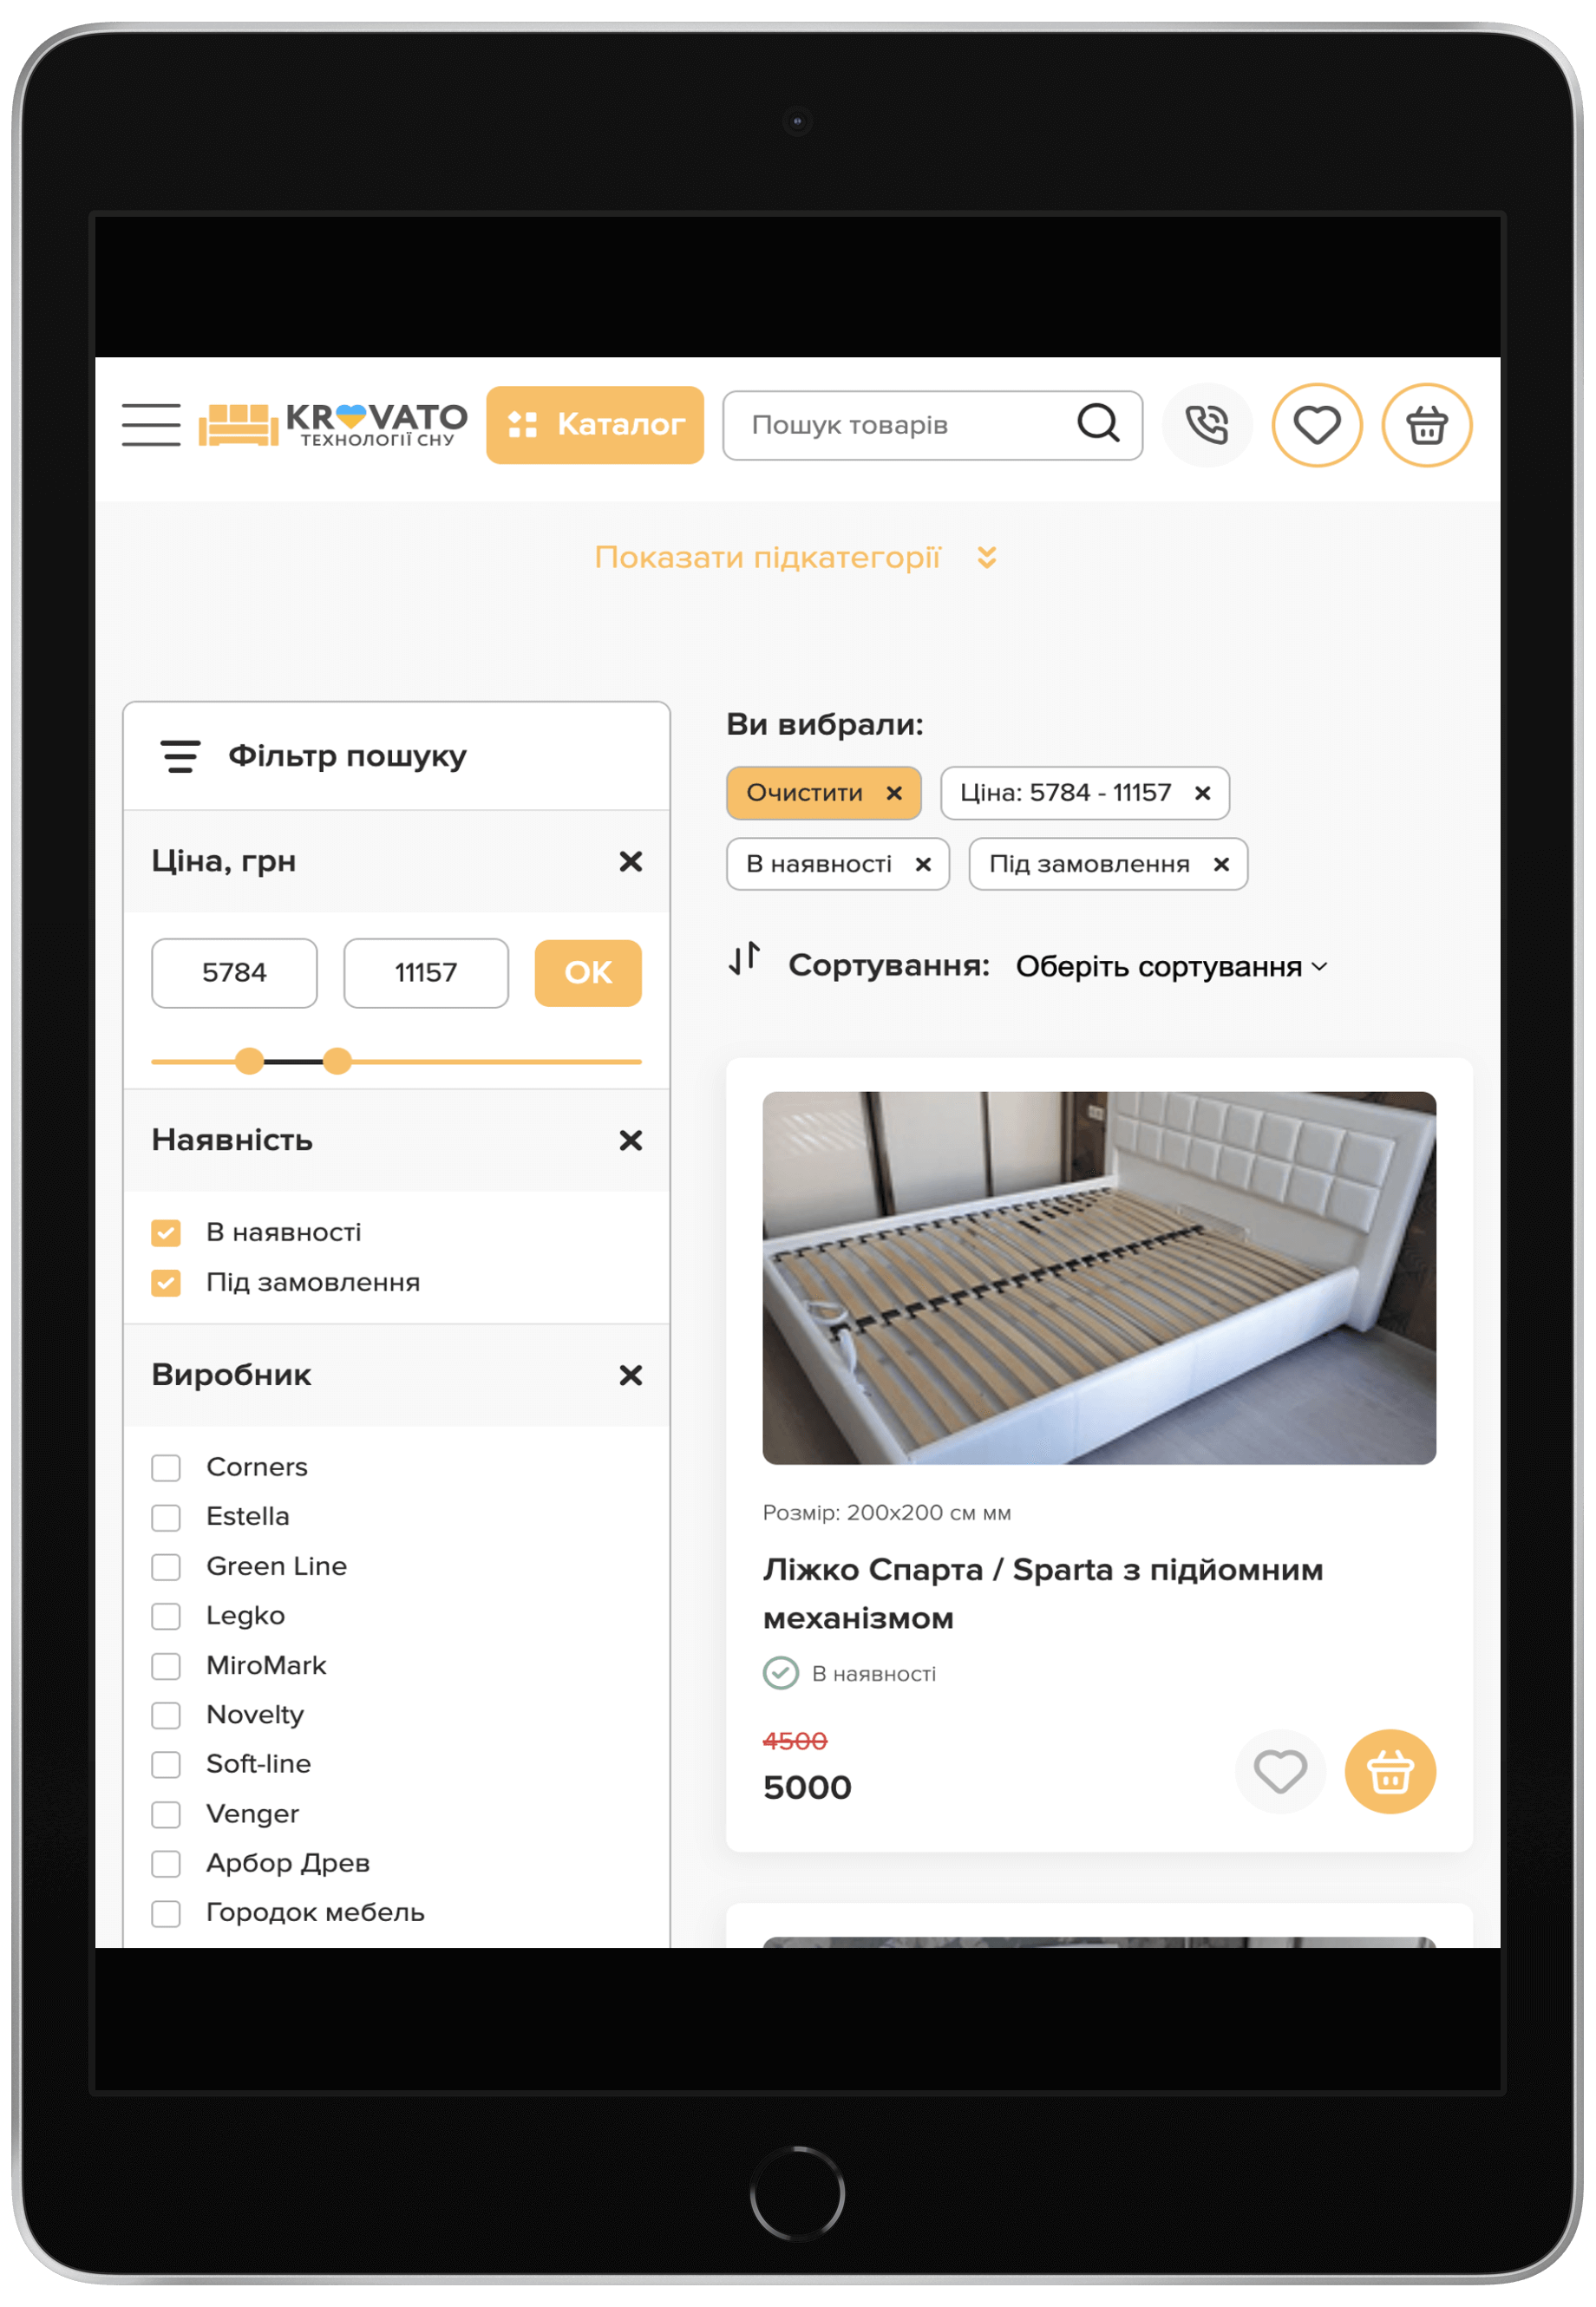 KROVATO
ТЕХНОЛОГІЇ СНУ
Каталог
Пошук товарів
Показати підкатегорії
Фільтр пошуку
Ціна, грн
5784
11157
OK
Наявність
В наявності
Під замовлення
Виробник
Corners
Estella
Green Line
Legko
MiroMark
Novelty
Soft-line
Venger
Арбор Древ
Городок мебель
Ви вибрали:
Очистити
Ціна: 5784 - 11157
В наявності
Під замовлення
Сортування: Оберіть сортування
Розмір: 200x200 см мм
Ліжко Спарта / Sparta з підйомним
механізмом
В наявності
4500
5000